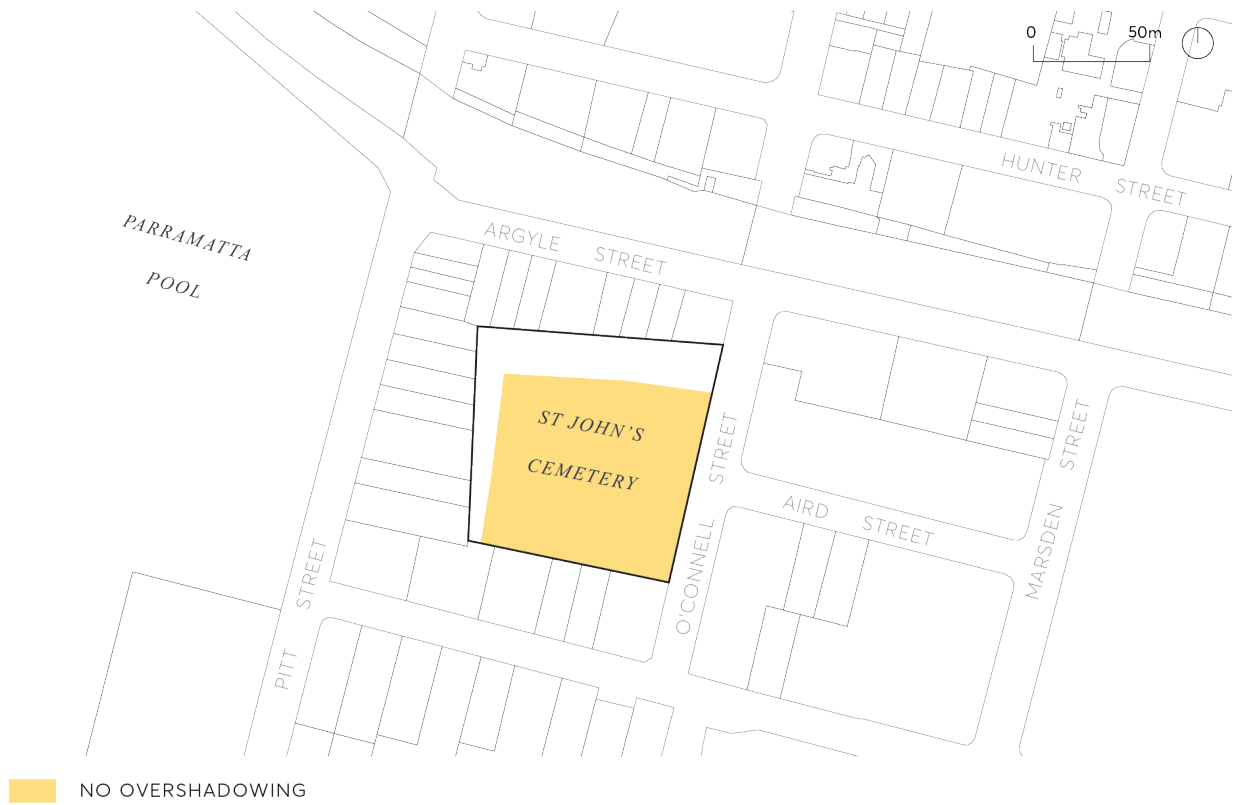 0 50m
HUNTER STREET
PARRAMATTA
POOL
ARGYLE STREET
ST JOHN'S
CEMETERY
O'CONNELL STREET
AIRD STREET
MARSDEN STREET
PITT STREET
NO OVERSHADOWING